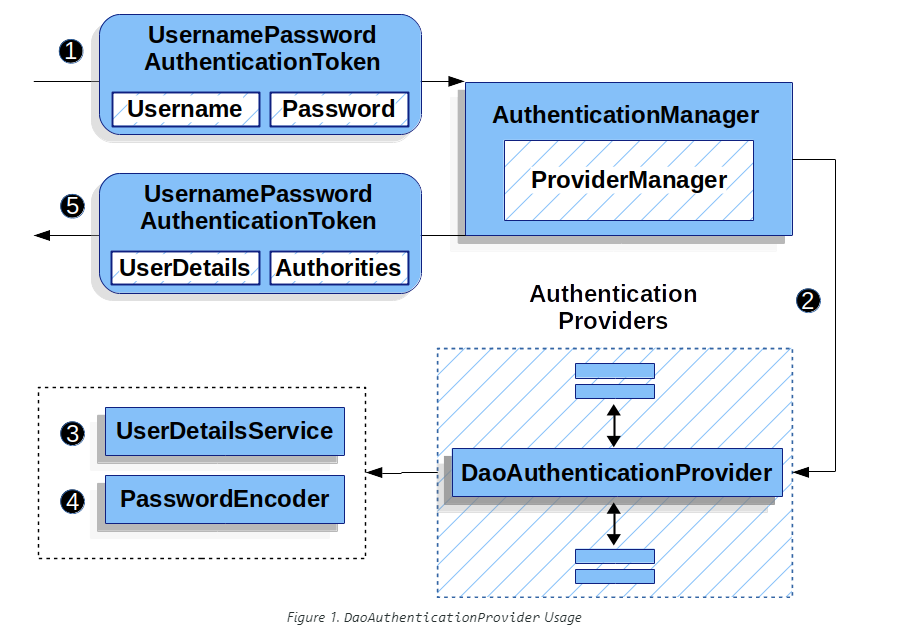 1
UsernamePassword
AuthenticationToken
Username Password
AuthenticationManager
ProviderManager
5
UsernamePassword
AuthenticationToken
UserDetails Authorities
Authentication
Providers
2
3
UserDetailsService
4
PasswordEncoder
DaoAuthenticationProvider
Figure 1. DaoAuthenticationProvider Usage